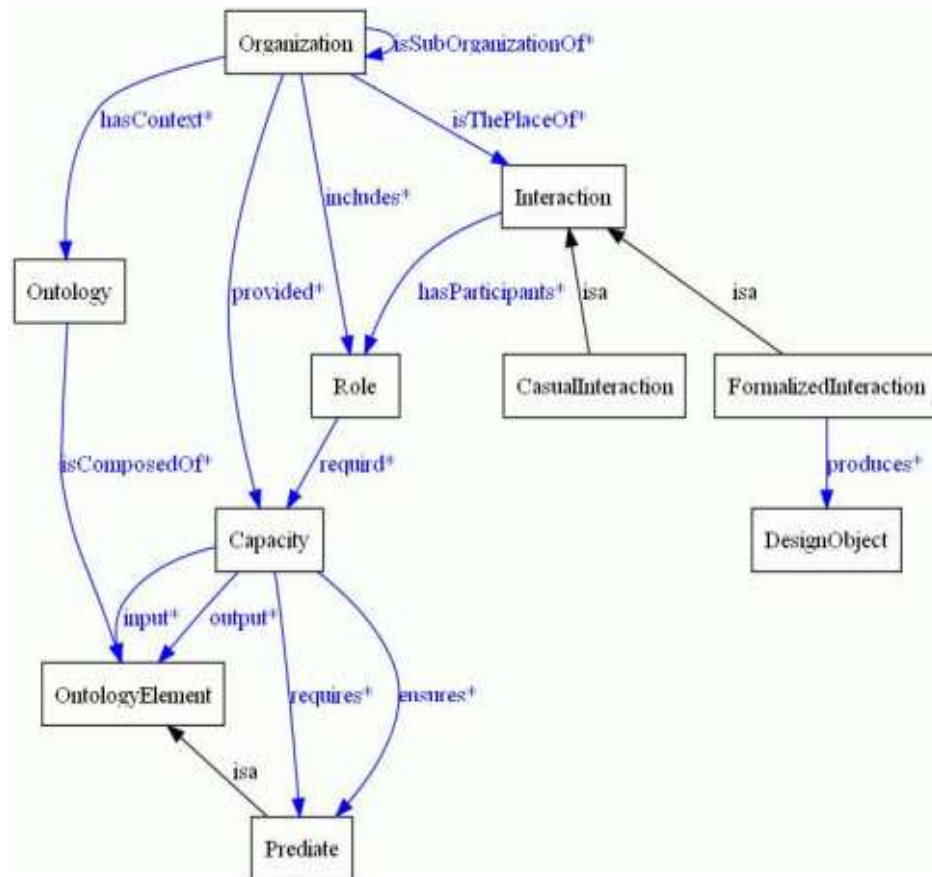 Organization
isSubOrganizationOf*
hasContext*
isThePlaceOf*
includes*
Interaction
Ontology
provided*
hasParticipants*
isa
isa
Role
CasualInteraction
FormalizedInteraction
isComposedOf*
requird*
produces*
Capacity
DesignObject
input*
output*
OntologyElement
requires*
ensures*
isa
Prediate